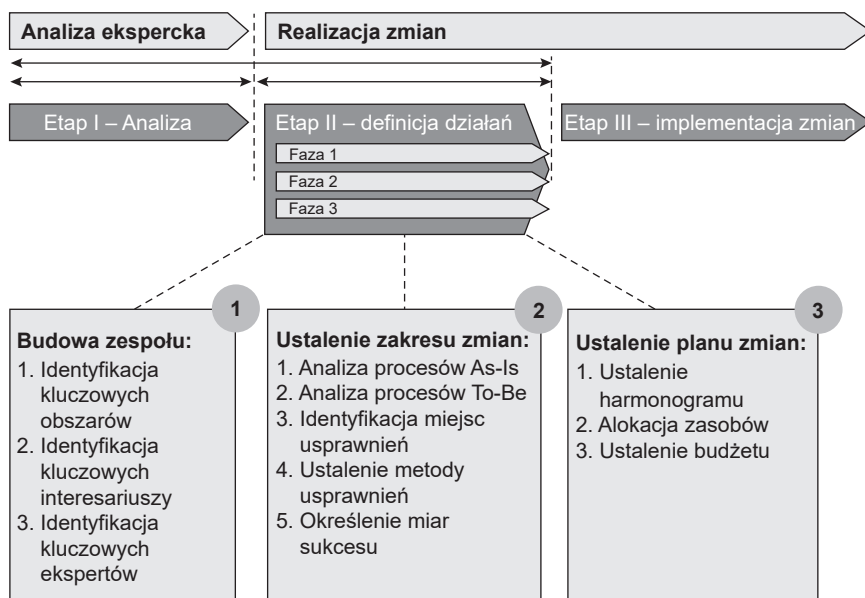 Analiza ekspercka
Realizacja zmian
Etap I – Analiza
Etap II – definicja działań
Etap III – implementacja zmian
Faza 1
Faza 2
Faza 3
1
Budowa zespołu:
1. Identyfikacja
kluczowych
obszarów
2. Identyfikacja
kluczowych
interesariuszy
3. Identyfikacja
kluczowych
ekspertów
2
Ustalenie zakresu zmian:
1. Analiza procesów As-Is
2. Analiza procesów To-Be
3. Identyfikacja miejsc
usprawnień
4. Ustalenie metody
usprawnień
5. Określenie miar
sukcesu
3
Ustalenie planu zmian:
1. Ustalenie
harmonogramu
2. Alokacja zasobów
3. Ustalenie budżetu